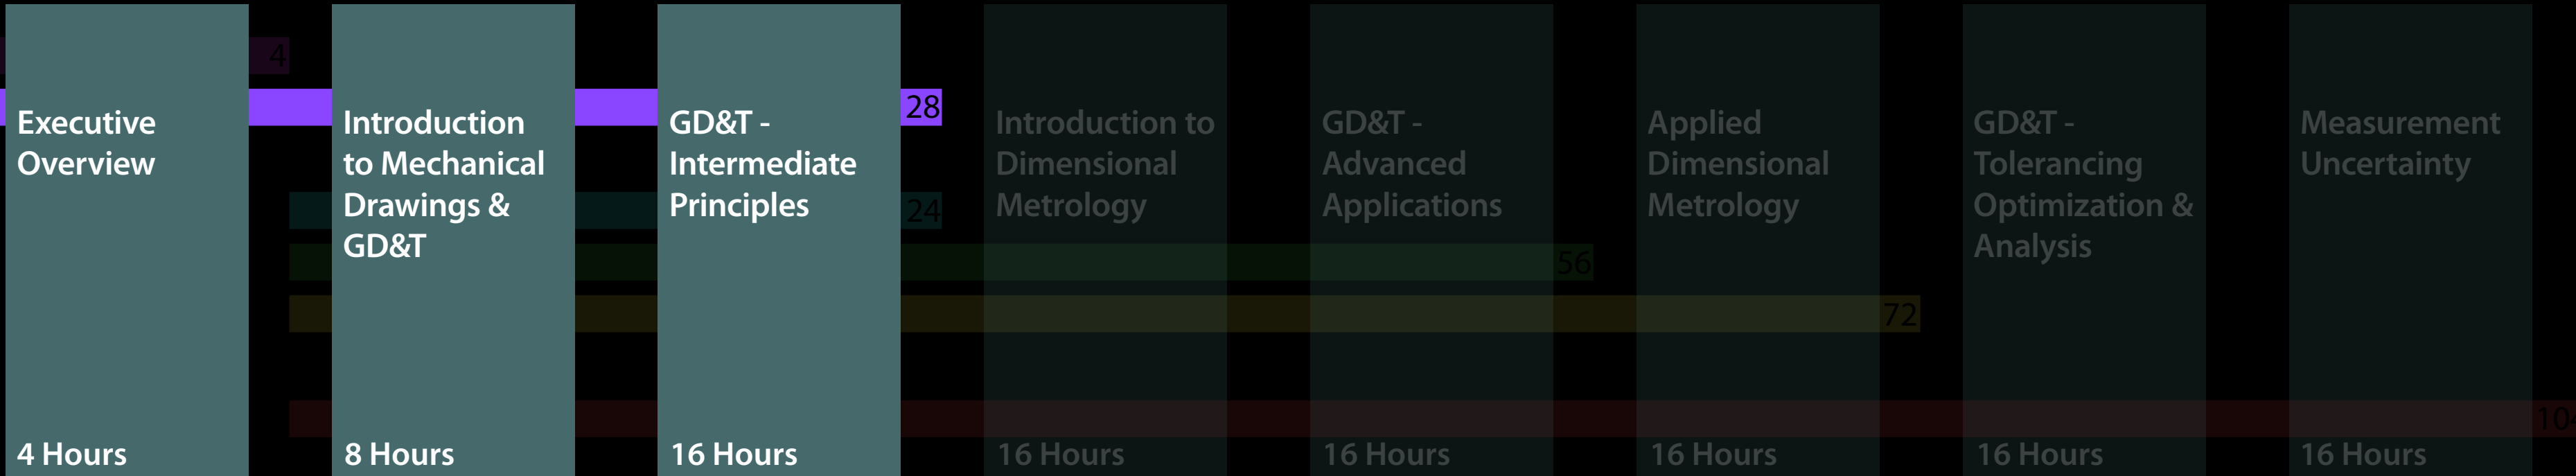 Executive
Overview
4 Hours
Introduction
to Mechanical
Drawings &
GD&T
8 Hours
GD&T -
Intermediate
Principles
16 Hours
Introduction to
Dimensional
Metrology
16 Hours
GD&T -
Advanced
Applications
16 Hours
Applied
Dimensional
Metrology
16 Hours
GD&T -
Tolerancing
Optimization &
Analysis
16 Hours
Measurement
Uncertainty
16 Hours
4
28
24
56
72
104